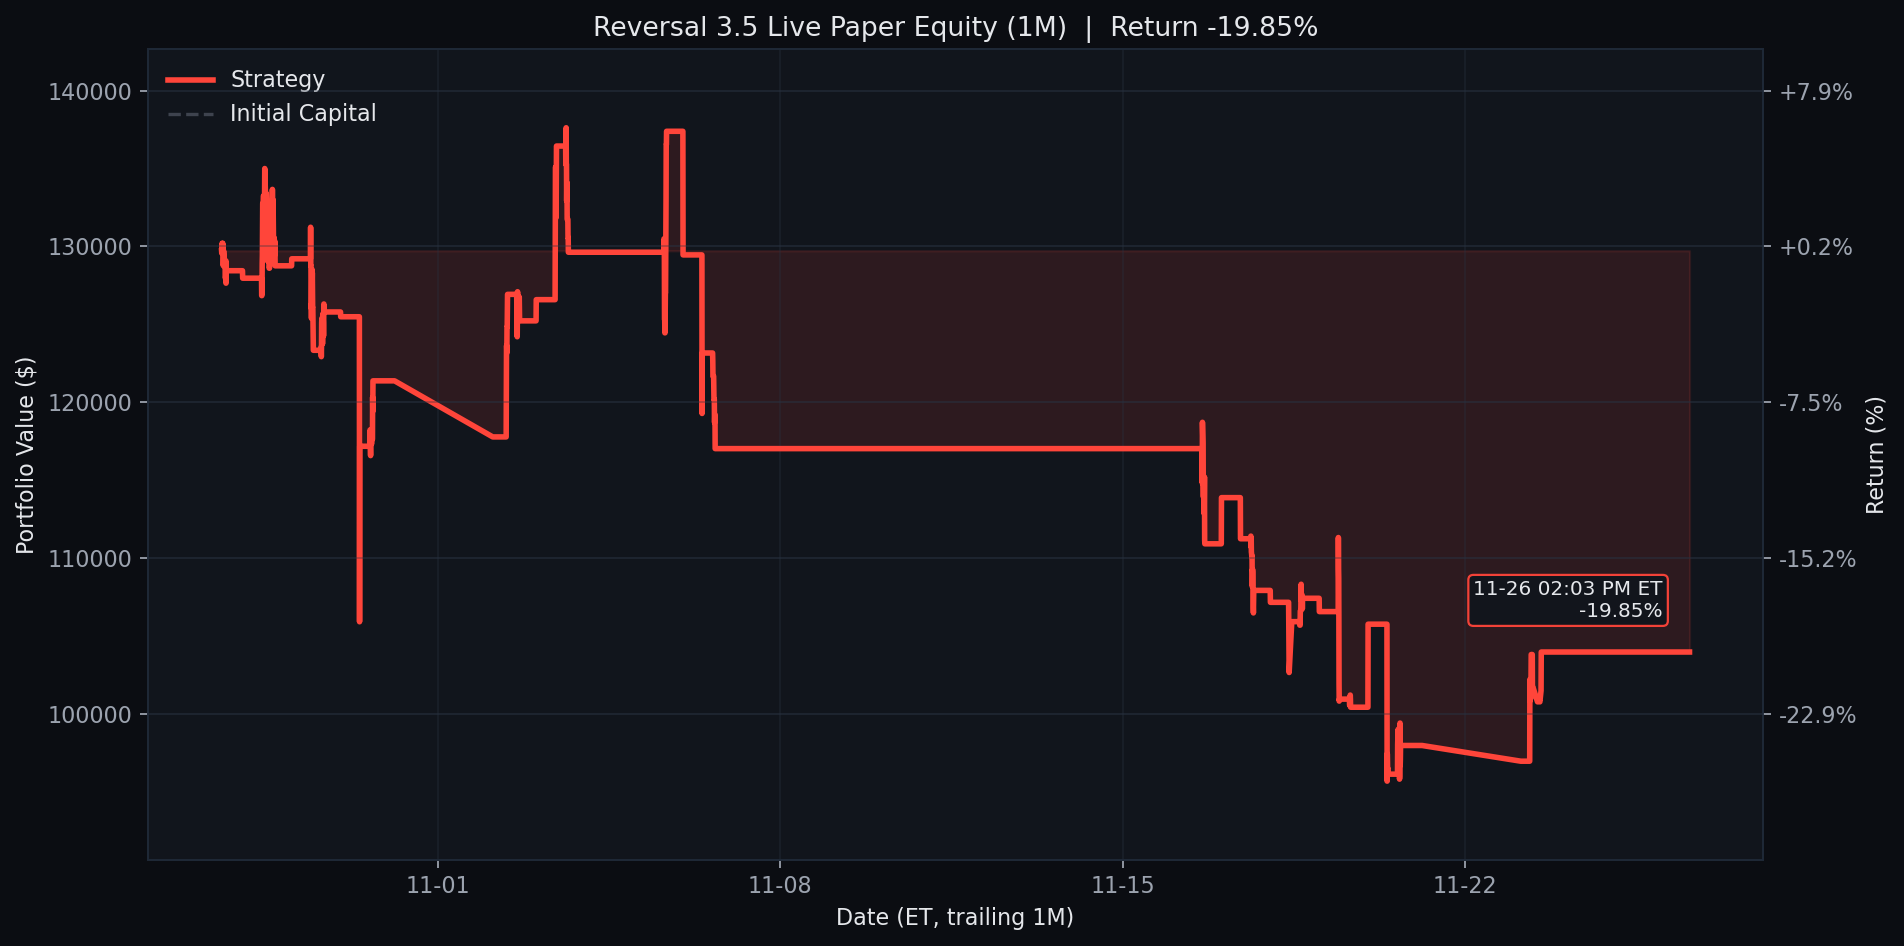 Reversal 3.5 Live Paper Equity (1M)  |  Return -19.85%
Strategy
Initial Capital
140000
130000
120000
110000
100000
Portfolio Value ($)
+7.9%
+0.2%
-7.5%
-15.2%
-22.9%
Return (%)
11-26 02:03 PM ET
-19.85%
11-01
11-08
11-15
11-22
Date (ET, trailing 1M)